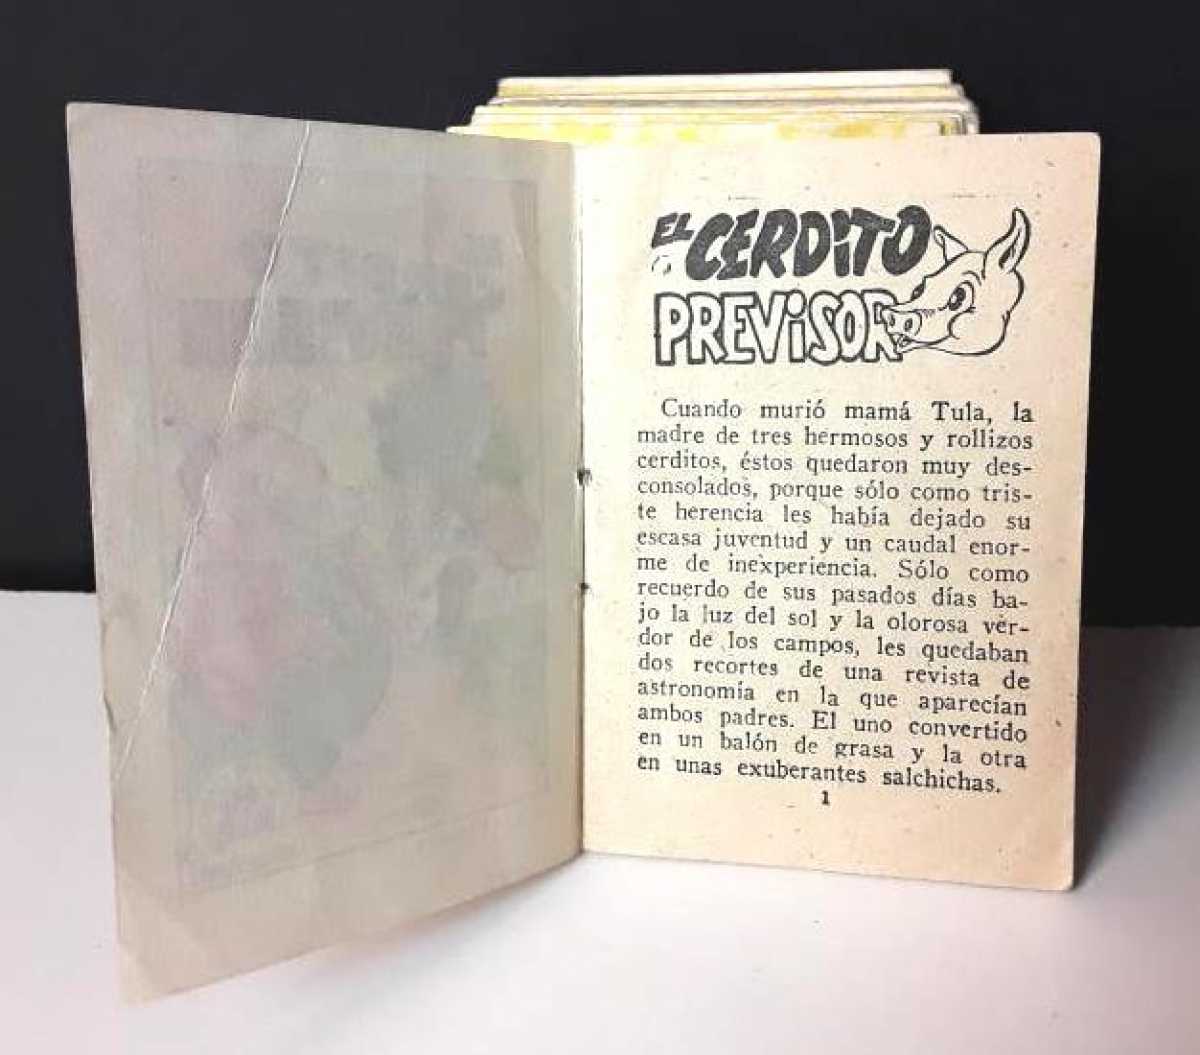 EL CERDiTO
PREViSOR
Cuando murió mamá Tula, la
madre de tres hermosos y rollizos
cerditos, éstos quedaron muy des-
consolados, porque sólo como tris-
te herencia les había dejado su
escasa juventud y un caudal enor-
me de inexperiencia. Sólo como
recuerdo de sus pasados días ba-
jo la luz del sol y la olorosa ver-
dor de los campos, les quedaban
dos recortes de una revista de
astronomía en la que aparecían
ambos padres. El uno convertido
en un balón de grasa y la otra
en unas exuberantes salchichas.
1